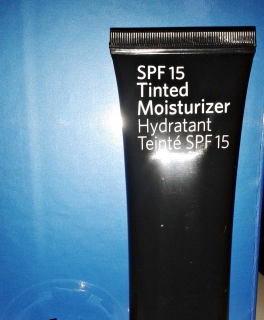 SPF 15
Tinted
Moisturizer
Hydratant
Teinté SPF 15